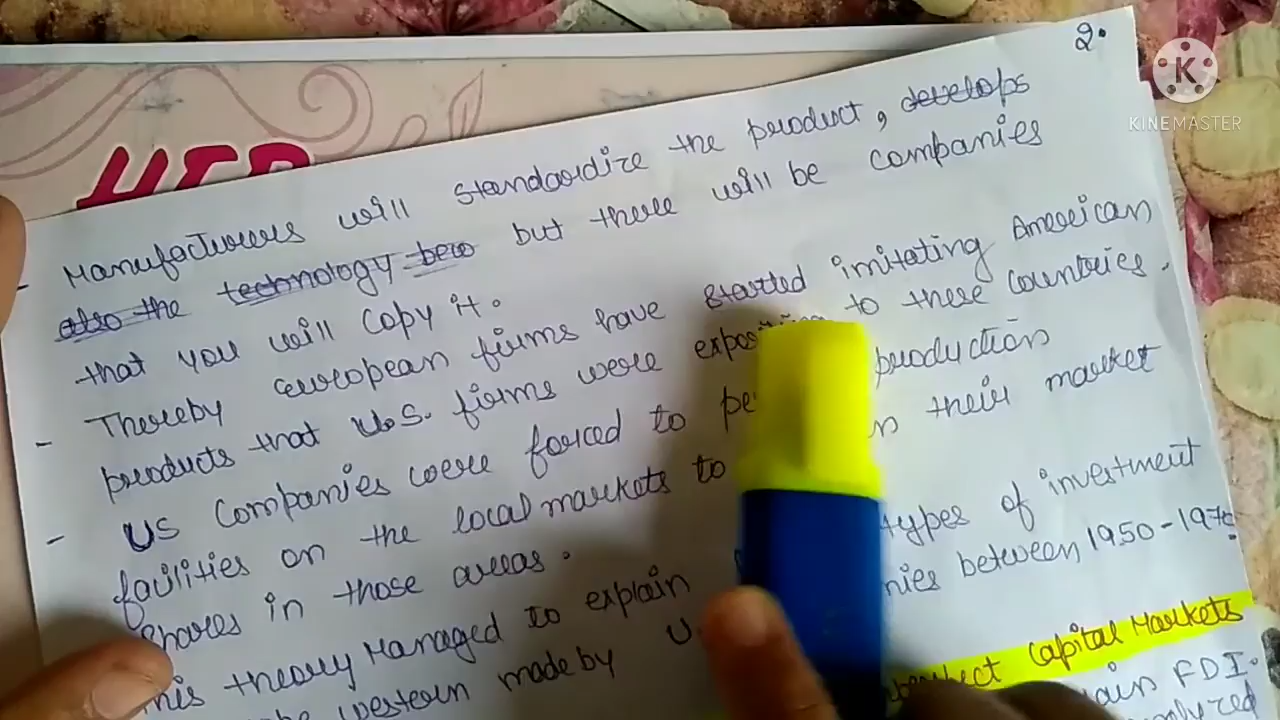 2.
KINEMASTER
Manufacturers will standardize the product, develops
also the technology bew but there will be companies
that you will copy it.
- Thereby european firms have started imitating American
products that U.S. firms were to these countries.
- US companies were forced to production
facilities on the local markets to their market
shares in those areas.
this theory Managed to explain types of investment
western made by between 1950-1970.
Capital Markets
FDI.